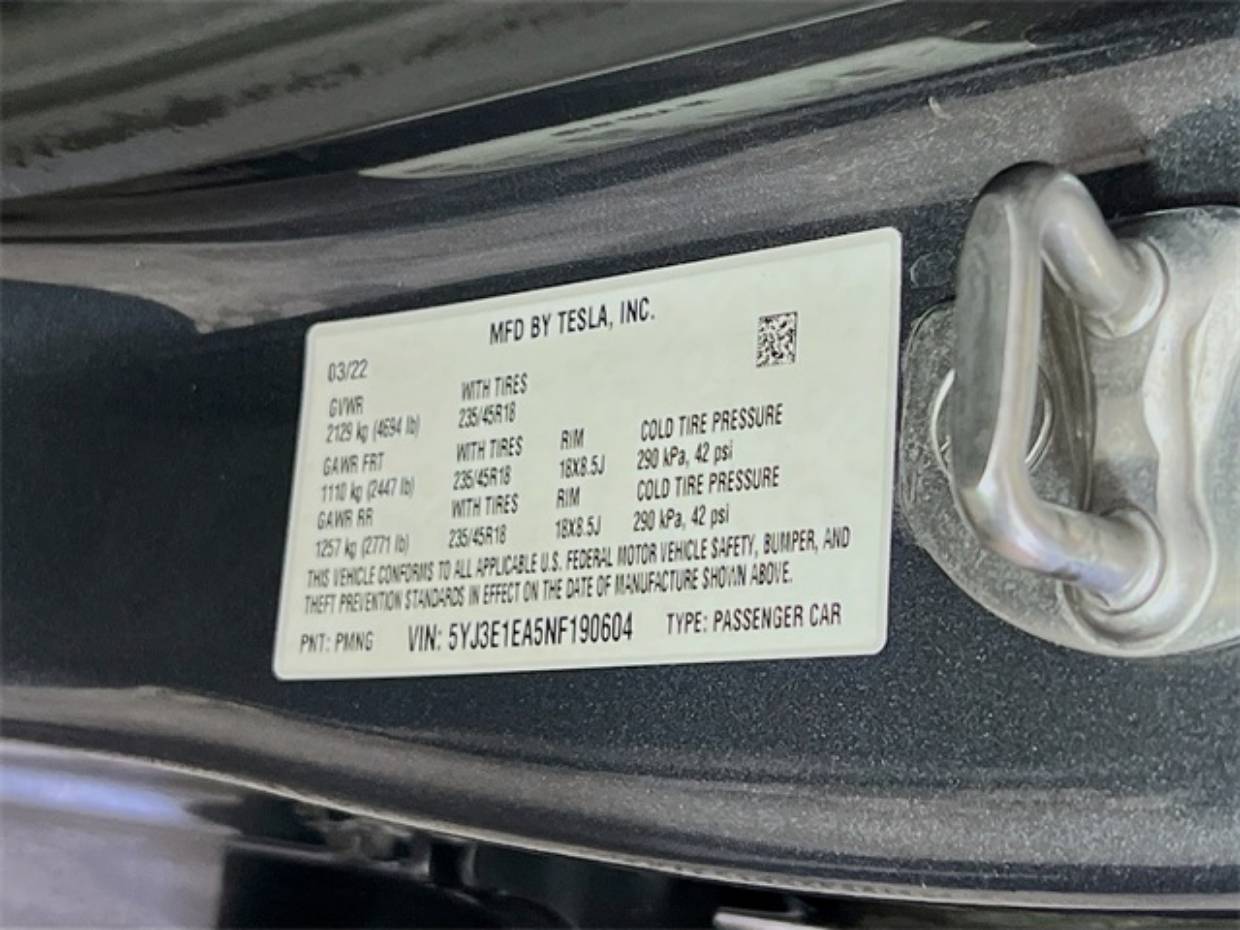 MFD BY TESLA, INC.
03/22
GVWR WITH TIRES
2129 kg (4694 lb) 235/45R18
GAWR FRT WITH TIRES RIM COLD TIRE PRESSURE
1110 kg (2447 lb) 235/45R18 18X8.5J 290 kPa, 42 psi
GAWR RR WITH TIRES RIM COLD TIRE PRESSURE
1257 kg (2771 lb) 235/45R18 18X8.5J 290 kPa, 42 psi
THIS VEHICLE CONFORMS TO ALL APPLICABLE U.S. FEDERAL MOTOR VEHICLE SAFETY, BUMPER, AND
THEFT PREVENTION STANDARDS IN EFFECT ON THE DATE OF MANUFACTURE SHOWN ABOVE.
PNT: PMNG VIN: 5YJ3E1EA5NF190604 TYPE: PASSENGER CAR